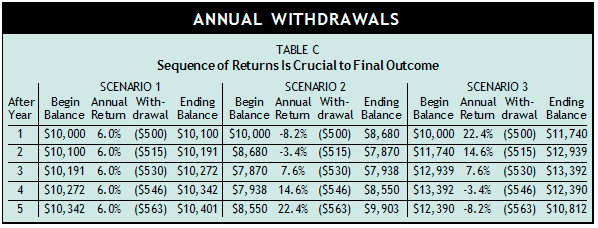 ANNUAL WITHDRAWALS
TABLE C
Sequence of Returns Is Crucial to Final Outcome
SCENARIO 1 SCENARIO 2 SCENARIO 3
After Begin Annual With- Ending Begin Annual With- Ending Begin Annual With- Ending
Year Balance Return drawal Balance Balance Return drawal Balance Balance Return drawal Balance
1 $10,000 6.0% ($500) $10,100 $10,000 -8.2% ($500) $8,680 $10,000 22.4% ($500) $11,740
2 $10,100 6.0% ($515) $10,191 $8,680 -3.4% ($515) $7,870 $11,740 14.6% ($515) $12,939
3 $10,191 6.0% ($530) $10,272 $7,870 7.6% ($530) $7,938 $12,939 7.6% ($530) $13,392
4 $10,272 6.0% ($546) $10,342 $7,938 14.6% ($546) $8,550 $13,392 -3.4% ($546) $12,390
5 $10,342 6.0% ($563) $10,401 $8,550 22.4% ($563) $9,903 $12,390 -8.2% ($563) $10,812